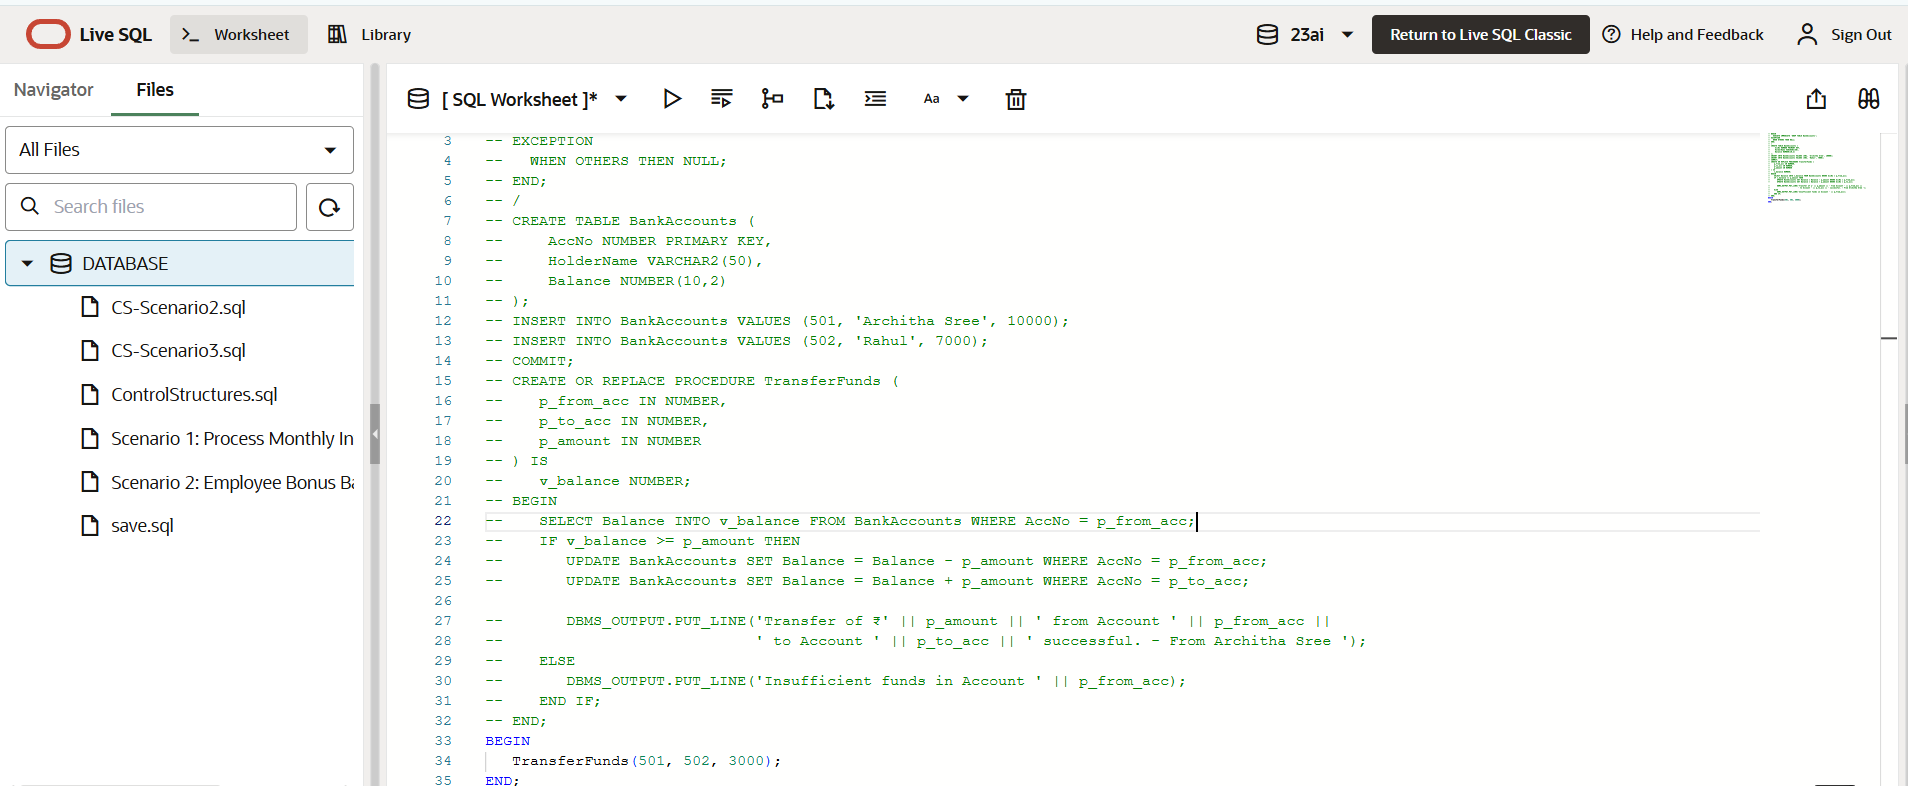 Live SQL
Worksheet
Library
23ai
Return to Live SQL Classic
Help and Feedback
Sign Out
Navigator
Files
All Files
Search files
DATABASE
CS-Scenario2.sql
CS-Scenario3.sql
ControlStructures.sql
Scenario 1: Process Monthly In
Scenario 2: Employee Bonus Ba
save.sql
[ SQL Worksheet ]*
Aa
3 -- EXCEPTION
4 --   WHEN OTHERS THEN NULL;
5 -- END;
6 -- /
7 -- CREATE TABLE BankAccounts (
8 --     AccNo NUMBER PRIMARY KEY,
9 --     HolderName VARCHAR2(50),
10 --     Balance NUMBER(10,2)
11 -- );
12 -- INSERT INTO BankAccounts VALUES (501, 'Architha Sree', 10000);
13 -- INSERT INTO BankAccounts VALUES (502, 'Rahul', 7000);
14 -- COMMIT;
15 -- CREATE OR REPLACE PROCEDURE TransferFunds (
16 --    p_from_acc IN NUMBER,
17 --    p_to_acc IN NUMBER,
18 --    p_amount IN NUMBER
19 -- ) IS
20 --    v_balance NUMBER;
21 -- BEGIN
22 --    SELECT Balance INTO v_balance FROM BankAccounts WHERE AccNo = p_from_acc;
23 --    IF v_balance >= p_amount THEN
24 --       UPDATE BankAccounts SET Balance = Balance - p_amount WHERE AccNo = p_from_acc;
25 --       UPDATE BankAccounts SET Balance = Balance + p_amount WHERE AccNo = p_to_acc;
26
27 --       DBMS_OUTPUT.PUT_LINE('Transfer of ₹' || p_amount || ' from Account ' || p_from_acc ||
28 --                            ' to Account ' || p_to_acc || ' successful. - From Architha Sree ');
29 --    ELSE
30 --       DBMS_OUTPUT.PUT_LINE('Insufficient funds in Account ' || p_from_acc);
31 --    END IF;
32 -- END;
33 BEGIN
34    TransferFunds(501, 502, 3000);
35 END;